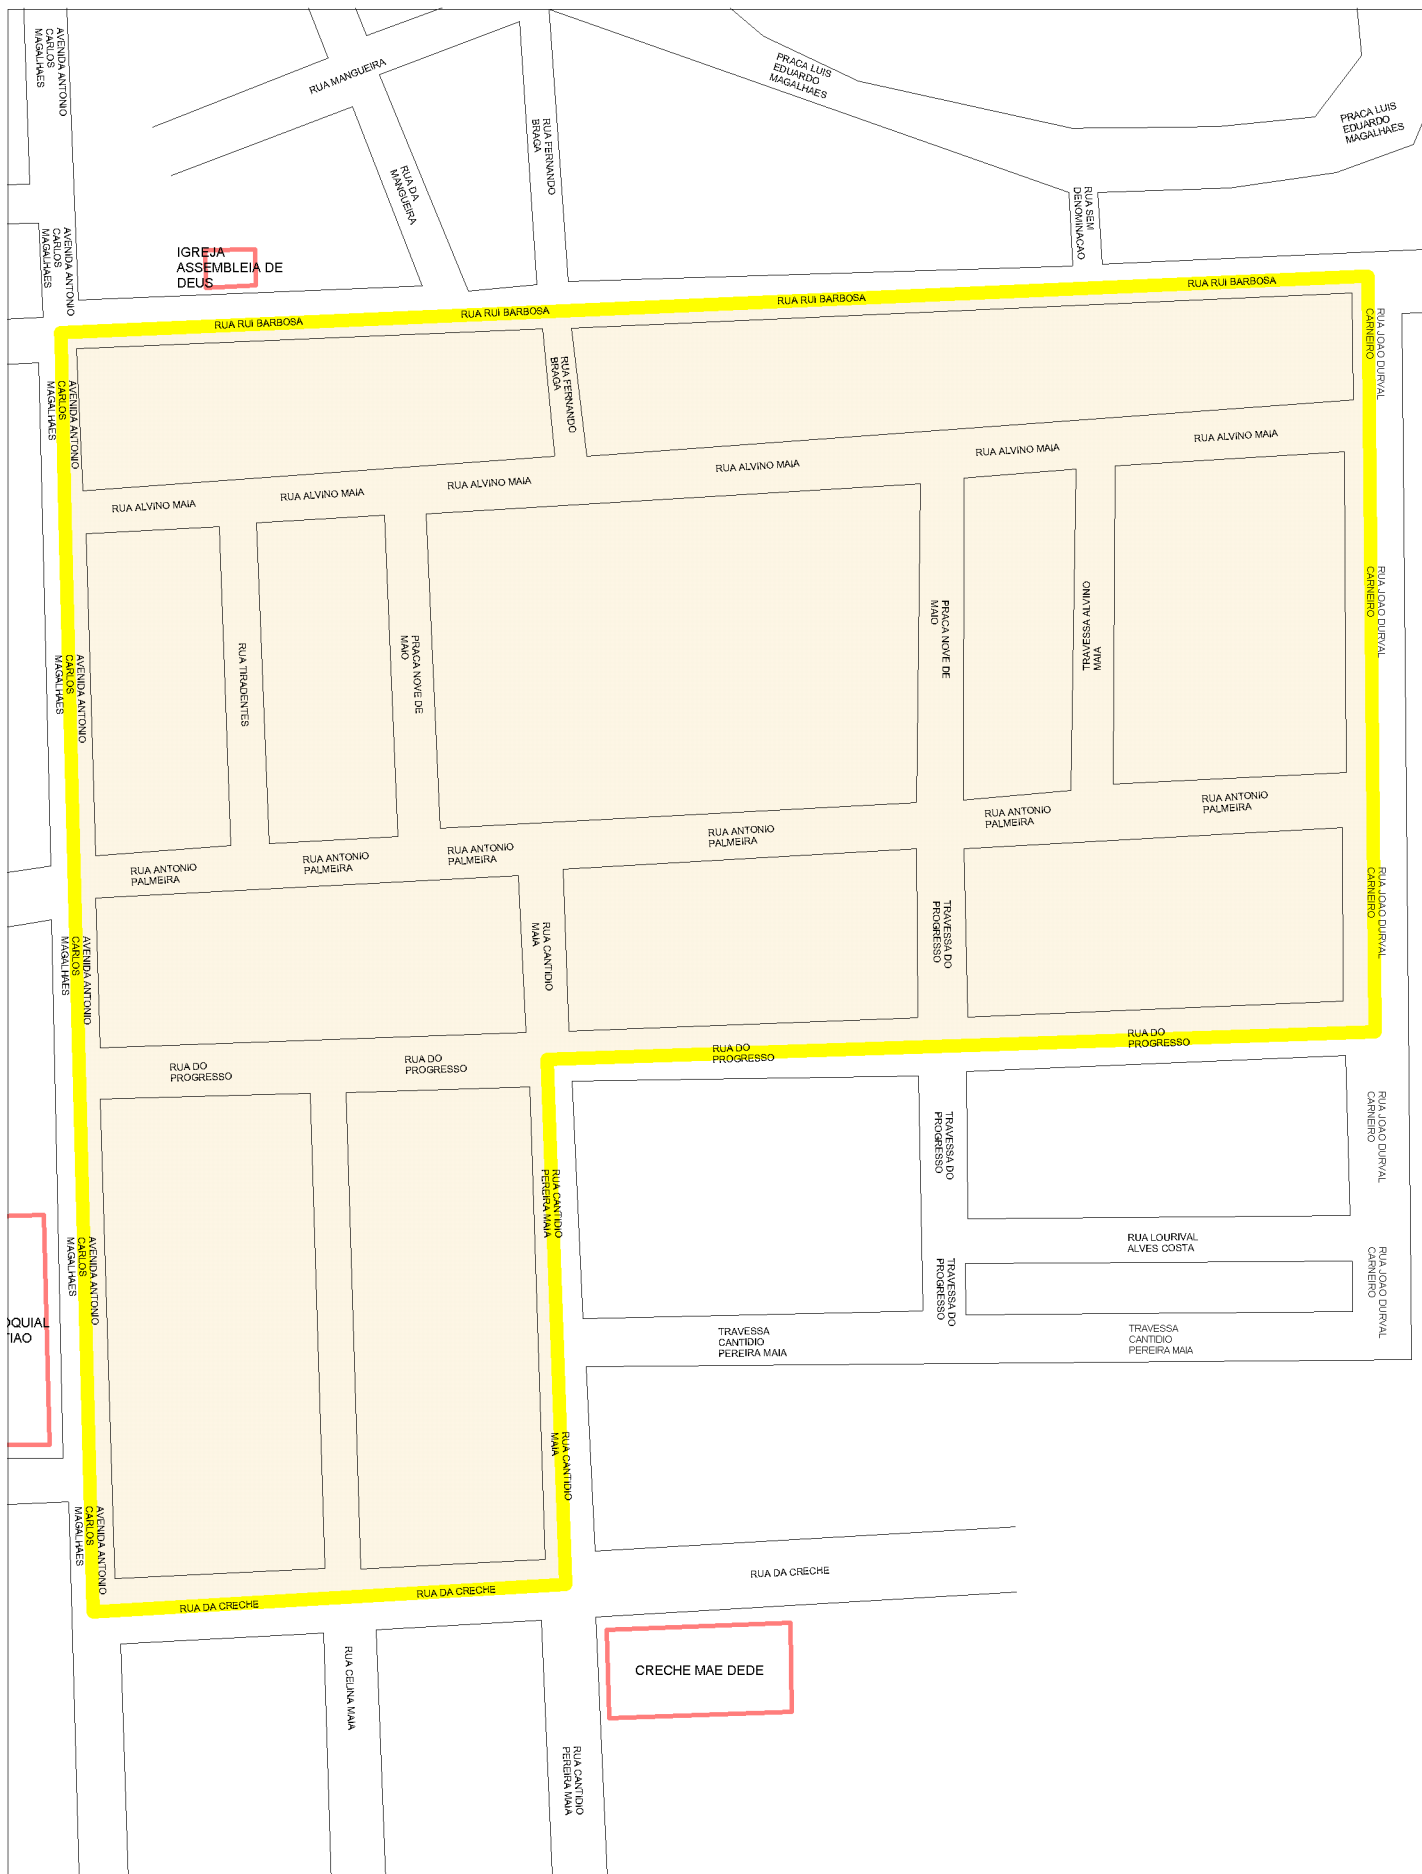 AVENIDA ANTONIO
CARLOS
MAGALHAES
RUA MANGUEIRA
PRACA LUIS
EDUARDO
MAGALHAES
PRACA LUIS
EDUARDO
MAGALHAES
RUA FERNANDO
BRAGA
RUA DA
MANGUEIRA
RUA SEM
DENOMINACAO
AVENIDA ANTONIO
CARLOS
MAGALHAES
IGREJA
ASSEMBLEIA DE
DEUS
RUA RUI BARBOSA
RUA RUI BARBOSA
RUA RUI BARBOSA
RUA RUI BARBOSA
RUA JOAO DURVAL
CARNEIRO
RUA FERNANDO
BRAGA
AVENIDA ANTONIO
CARLOS
MAGALHAES
RUA ALVINO MAIA
RUA ALVINO MAIA
RUA ALVINO MAIA
RUA ALVINO MAIA
RUA ALVINO MAIA
RUA ALVINO MAIA
RUA TIRADENTES
PRACA NOVE DE
MAIO
PRACA NOVE DE
MAIO
TRAVESSA ALVINO
MAIA
RUA JOAO DURVAL
CARNEIRO
AVENIDA ANTONIO
CARLOS
MAGALHAES
RUA ANTONIO
PALMEIRA
RUA ANTONIO
PALMEIRA
RUA ANTONIO
PALMEIRA
RUA ANTONIO
PALMEIRA
RUA ANTONIO
PALMEIRA
RUA ANTONIO
PALMEIRA
RUA CANTIDIO
MAIA
TRAVESSA DO
PROGRESSO
RUA JOAO DURVAL
CARNEIRO
AVENIDA ANTONIO
CARLOS
MAGALHAES
RUA DO
PROGRESSO
RUA DO
PROGRESSO
RUA DO
PROGRESSO
RUA DO
PROGRESSO
RUA CANTIDIO
PEREIRA MAIA
TRAVESSA DO
PROGRESSO
RUA JOAO DURVAL
CARNEIRO
RUA LOURIVAL
ALVES COSTA
AVENIDA ANTONIO
CARLOS
MAGALHAES
TRAVESSA DO
PROGRESSO
RUA JOAO DURVAL
CARNEIRO
OQUIAL
TIAO
TRAVESSA
CANTIDIO
PEREIRA MAIA
TRAVESSA
CANTIDIO
PEREIRA MAIA
RUA CANTIDIO
MAIA
AVENIDA ANTONIO
CARLOS
MAGALHAES
RUA DA CRECHE
RUA DA CRECHE
RUA DA CRECHE
CRECHE MAE DEDE
RUA CELINA MAIA
RUA CANTIDIO
PEREIRA MAIA